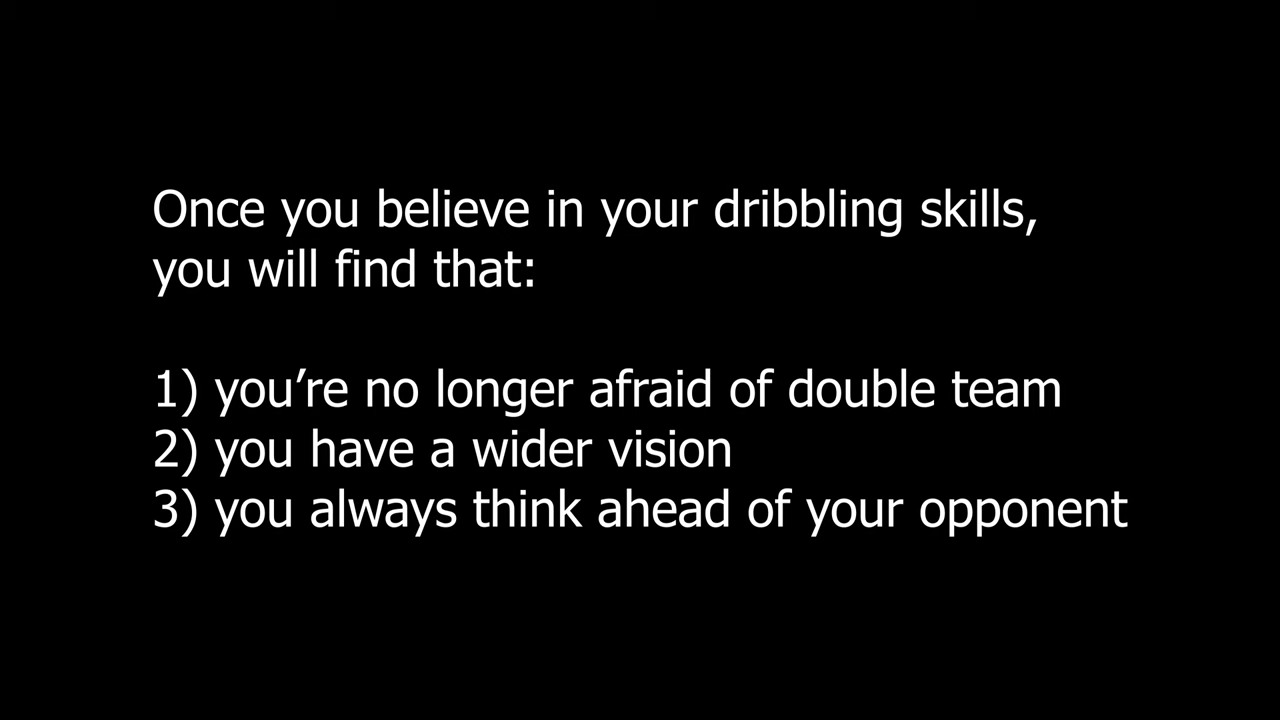 Once you believe in your dribbling skills,
you will find that:
1) you’re no longer afraid of double team
2) you have a wider vision
3) you always think ahead of your opponent